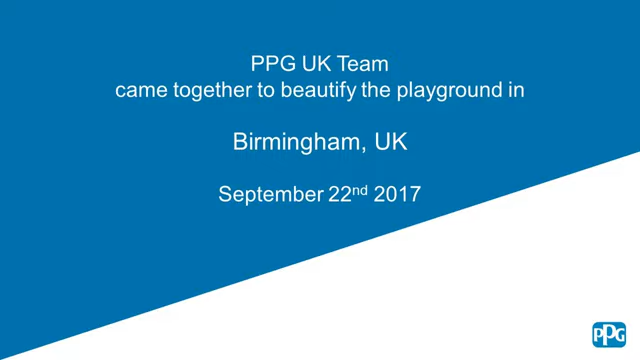 PPG UK Team
came together to beautify the playground in
Birmingham, UK
September 22nd 2017
PPG